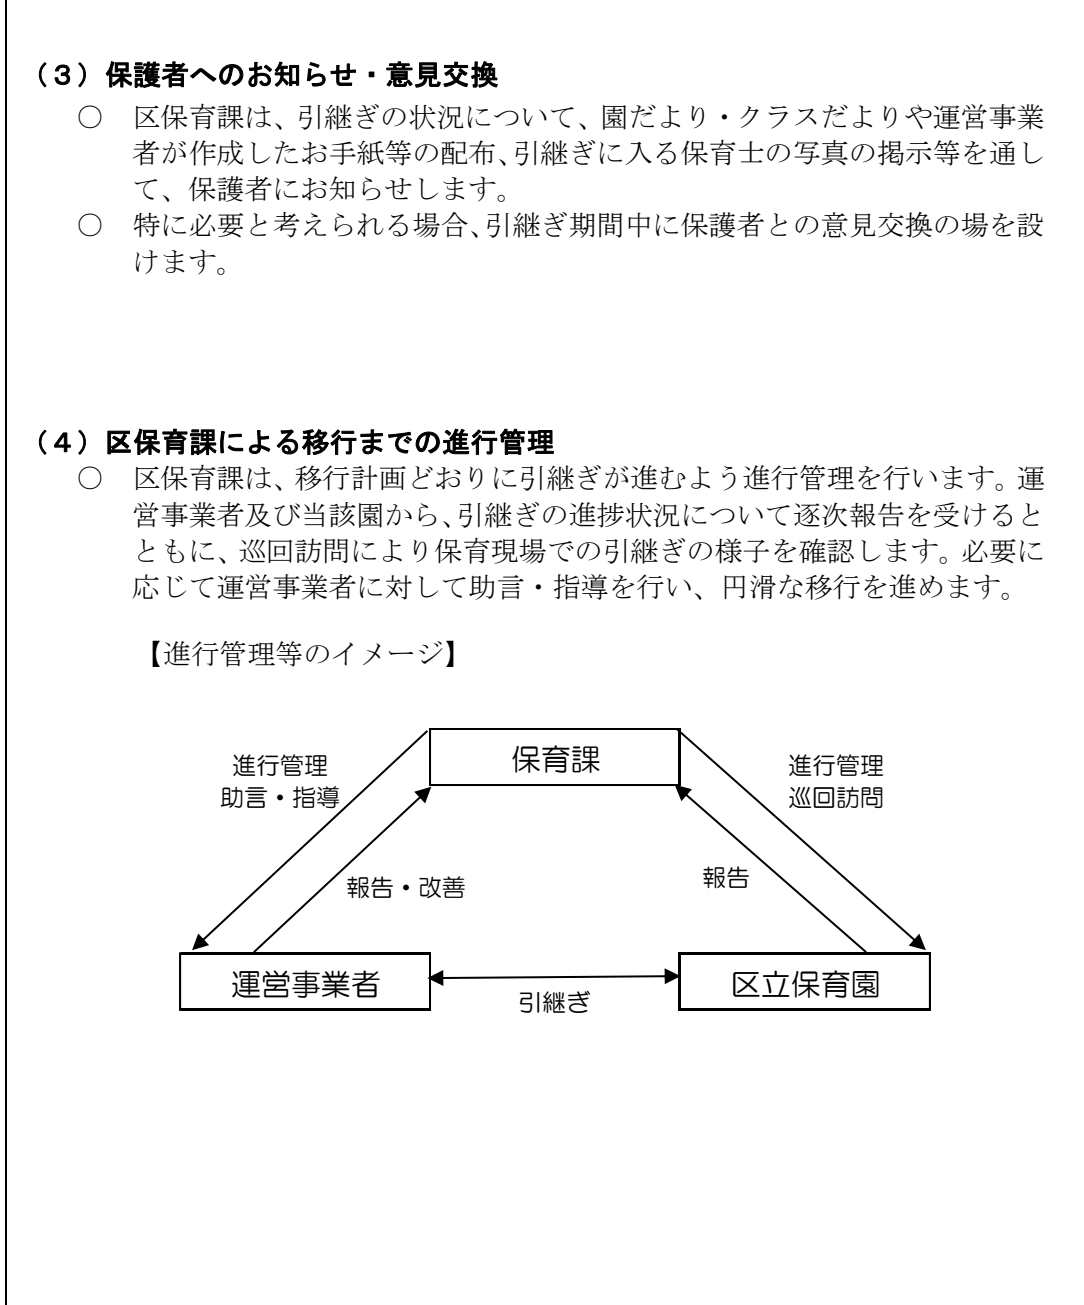 （３）保護者へのお知らせ・意見交換
○　区保育課は、引継ぎの状況について、園だより・クラスだよりや運営事業
者が作成したお手紙等の配布、引継ぎに入る保育士の写真の掲示等を通し
て、保護者にお知らせします。
○　特に必要と考えられる場合、引継ぎ期間中に保護者との意見交換の場を設
けます。
（４）区保育課による移行までの進行管理
○　区保育課は、移行計画どおりに引継ぎが進むよう進行管理を行います。運
営事業者及び当該園から、引継ぎの進捗状況について逐次報告を受けると
ともに、巡回訪問により保育現場での引継ぎの様子を確認します。必要に
応じて運営事業者に対して助言・指導を行い、円滑な移行を進めます。
【進行管理等のイメージ】
保育課
進行管理
助言・指導
進行管理
巡回訪問
報告・改善
報告
運営事業者
引継ぎ
区立保育園